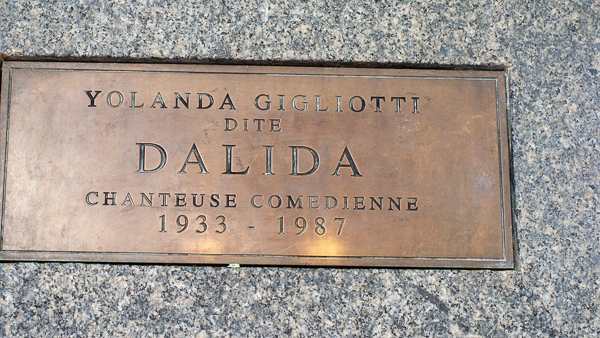 YOLANDA GIGLIOTTI
DITE
DALIDA
CHANTEUSE COMEDIENNE
1933 - 1987